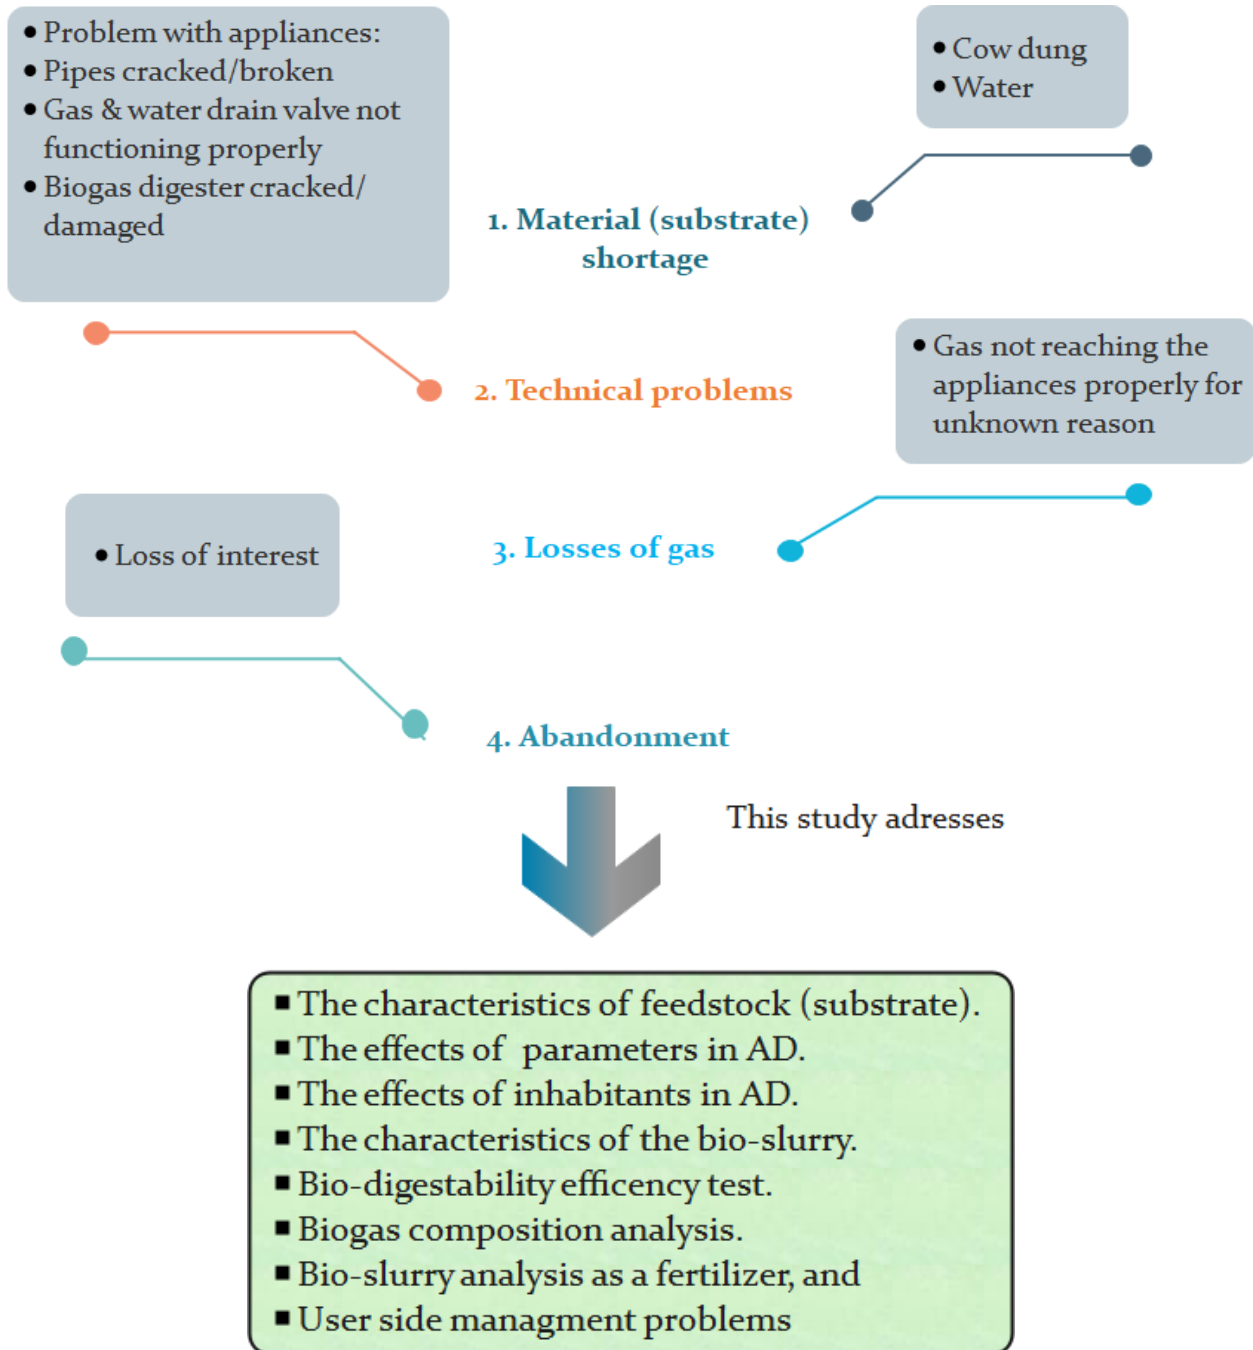 • Problem with appliances:
• Pipes cracked/broken
• Gas & water drain valve not
functioning properly
• Biogas digester cracked/
damaged
• Cow dung
• Water
1. Material (substrate)
shortage
2. Technical problems
• Gas not reaching the
appliances properly for
unknown reason
• Loss of interest
3. Losses of gas
4. Abandonment
This study adresses
▪ The characteristics of feedstock (substrate).
▪ The effects of parameters in AD.
▪ The effects of inhabitants in AD.
▪ The characteristics of the bio-slurry.
▪ Bio-digestability efficency test.
▪ Biogas composition analysis.
▪ Bio-slurry analysis as a fertilizer, and
▪ User side managment problems